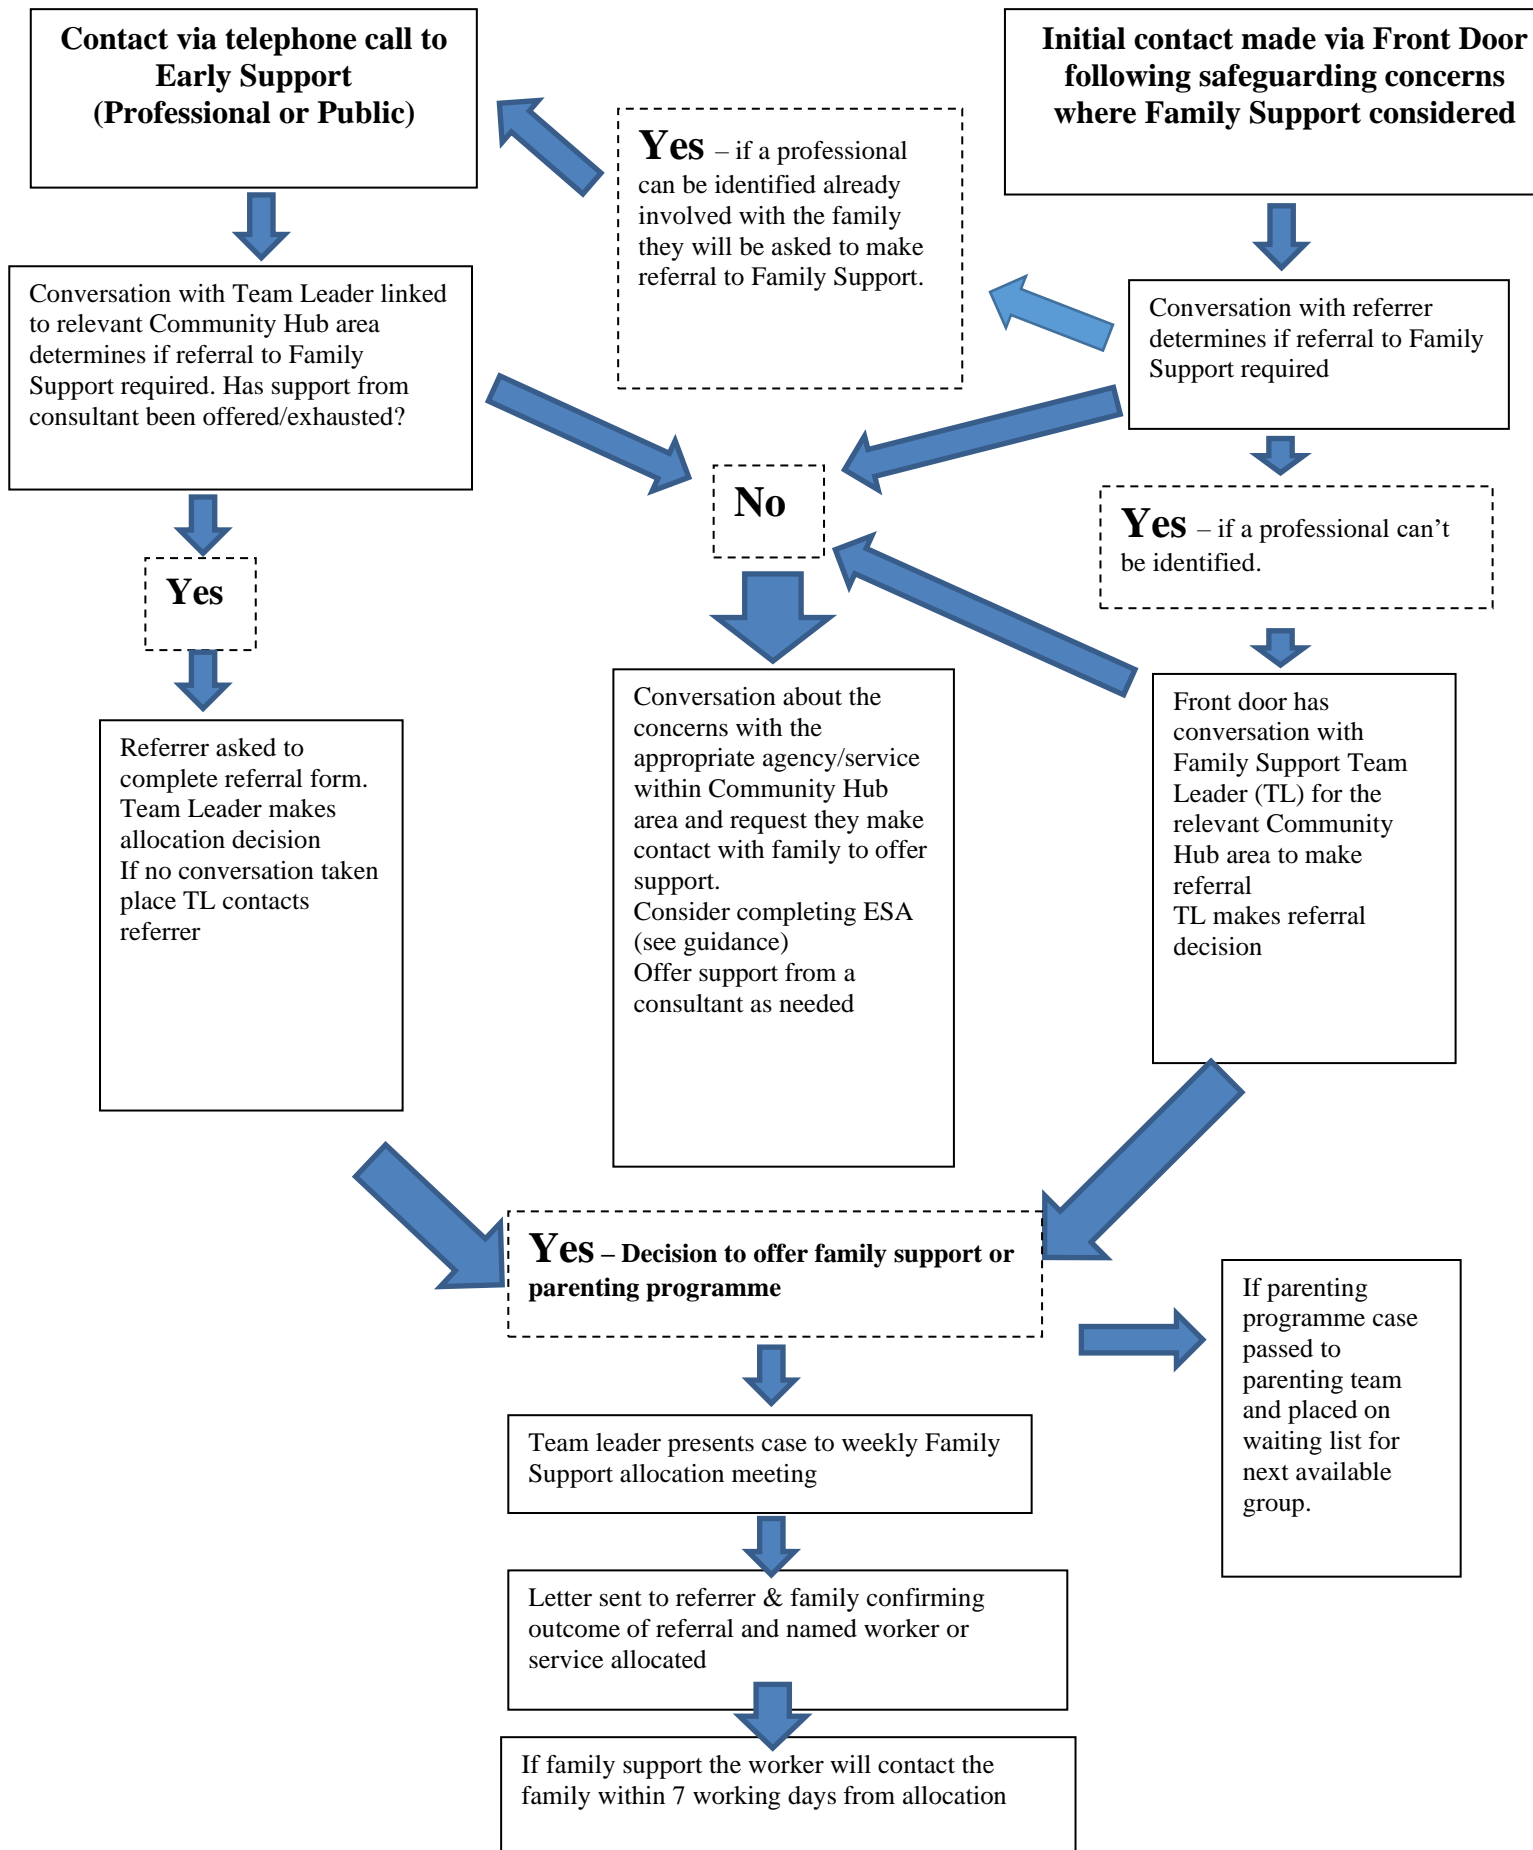 Contact via telephone call to
Early Support
(Professional or Public)
Initial contact made via Front Door
following safeguarding concerns
where Family Support considered
Yes – if a professional
can be identified already
involved with the family
they will be asked to make
referral to Family Support.
Conversation with Team Leader linked
to relevant Community Hub area
determines if referral to Family
Support required. Has support from
consultant been offered/exhausted?
Conversation with referrer
determines if referral to Family
Support required
No
Yes – if a professional can’t
be identified.
Yes
Referrer asked to
complete referral form.
Team Leader makes
allocation decision
If no conversation taken
place TL contacts
referrer
Conversation about the
concerns with the
appropriate agency/service
within Community Hub
area and request they make
contact with family to offer
support.
Consider completing ESA
(see guidance)
Offer support from a
consultant as needed
Front door has
conversation with
Family Support Team
Leader (TL) for the
relevant Community
Hub area to make
referral
TL makes referral
decision
Yes – Decision to offer family support or
parenting programme
If parenting
programme case
passed to
parenting team
and placed on
waiting list for
next available
group.
Team leader presents case to weekly Family
Support allocation meeting
Letter sent to referrer & family confirming
outcome of referral and named worker or
service allocated
If family support the worker will contact the
family within 7 working days from allocation